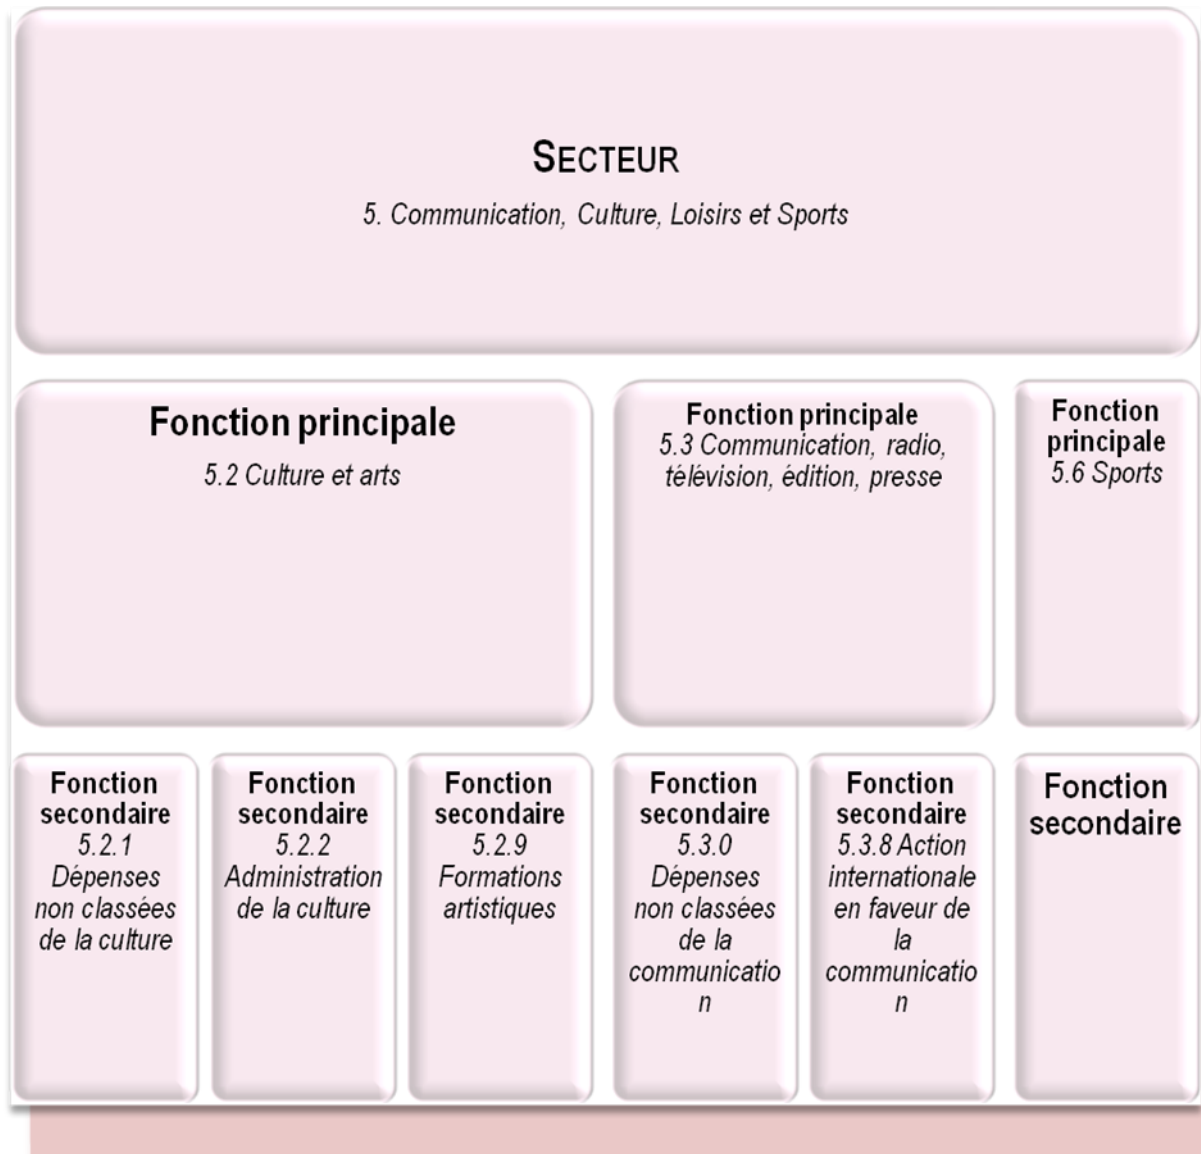 SECTEUR
5. Communication, Culture, Loisirs et Sports
Fonction principale
5.2 Culture et arts
Fonction principale
5.3 Communication, radio,
télévision, édition, presse
Fonction
principale
5.6 Sports
Fonction
secondaire
5.2.1
Dépenses
non classées
de la culture
Fonction
secondaire
5.2.2
Administration
de la culture
Fonction
secondaire
5.2.9
Formations
artistiques
Fonction
secondaire
5.3.0
Dépenses
non classées
de la
communicatio
n
Fonction
secondaire
5.3.8 Action
internationale
en faveur de
la
communicatio
n
Fonction
secondaire